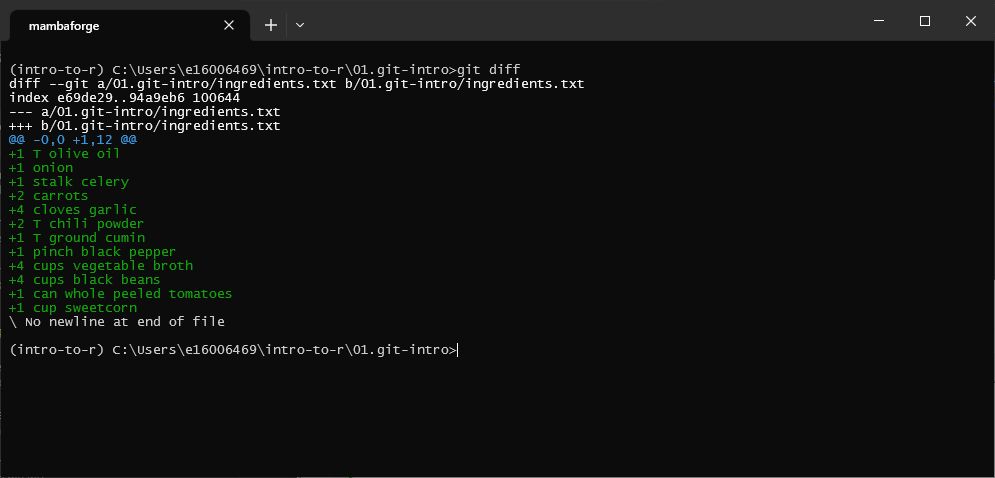 mambaforge
(intro-to-r) C:\Users\e16006469\intro-to-r\01.git-intro>git diff
diff --git a/01.git-intro/ingredients.txt b/01.git-intro/ingredients.txt
index e69de29..94a9eb6 100644
--- a/01.git-intro/ingredients.txt
+++ b/01.git-intro/ingredients.txt
@@ -0,0 +1,12 @@
+1 T olive oil
+1 onion
+1 stalk celery
+2 carrots
+4 cloves garlic
+2 T chili powder
+1 T ground cumin
+1 pinch black pepper
+4 cups vegetable broth
+4 cups black beans
+1 can whole peeled tomatoes
+1 cup sweetcorn
\ No newline at end of file
(intro-to-r) C:\Users\e16006469\intro-to-r\01.git-intro>